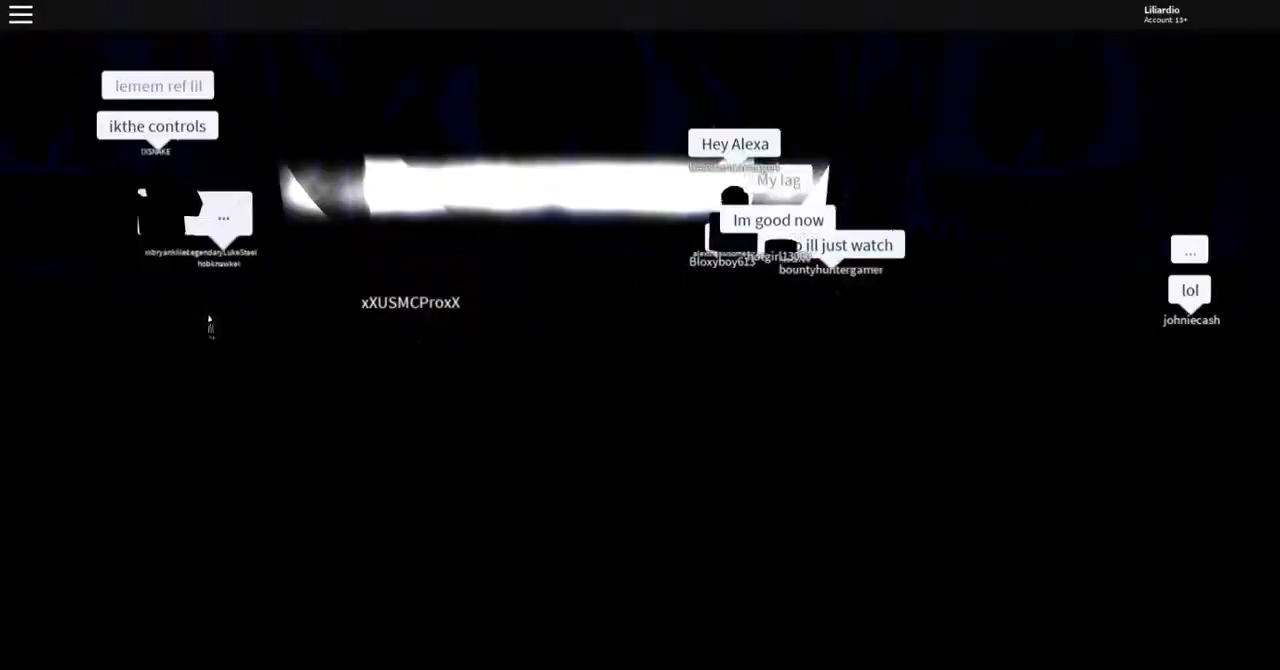 Liliardio
Account: 13+
lemem ref lil
ikthe controls
...
hobknawkei
Hey Alexa
My lag
Im good now
ill just watch
Bloxyboy613
bountyhuntergamer
xXUSMCProxX
...
lol
johniecash